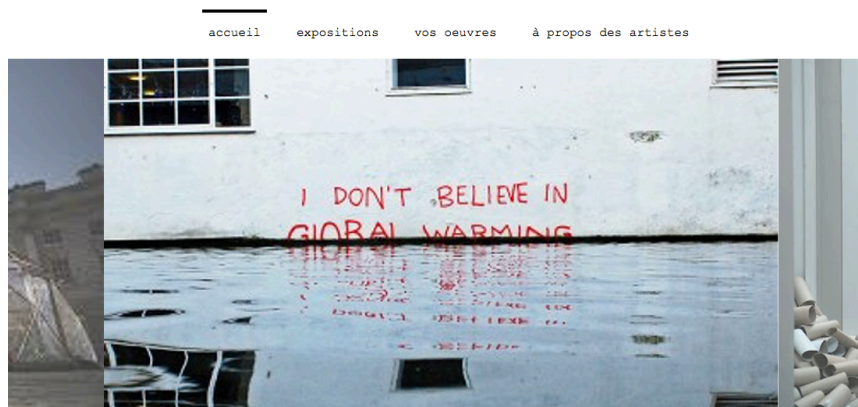 accueil expositions vos oeuvres à propos des artistes
I DON'T BELIEVE IN
GLOBAL WARMING